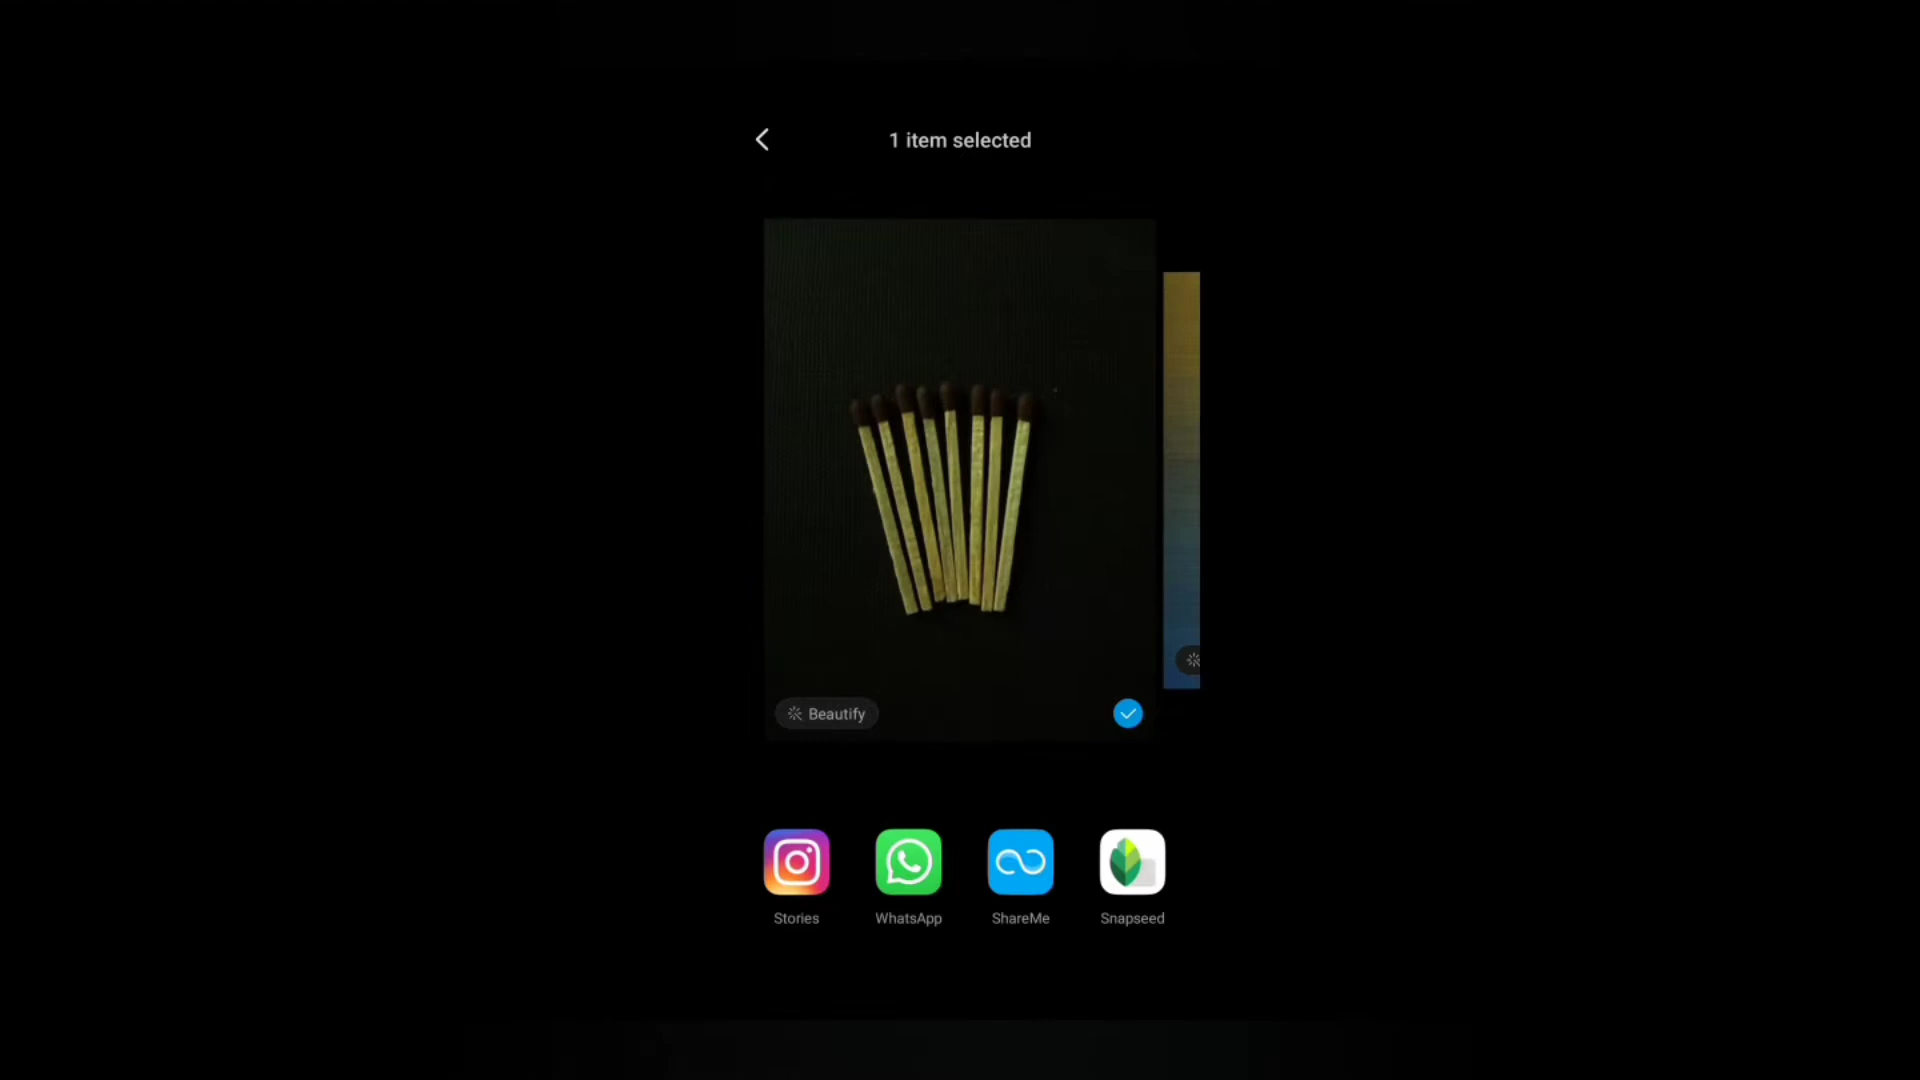 1 item selected
Beautify
Stories
WhatsApp
ShareMe
Snapseed